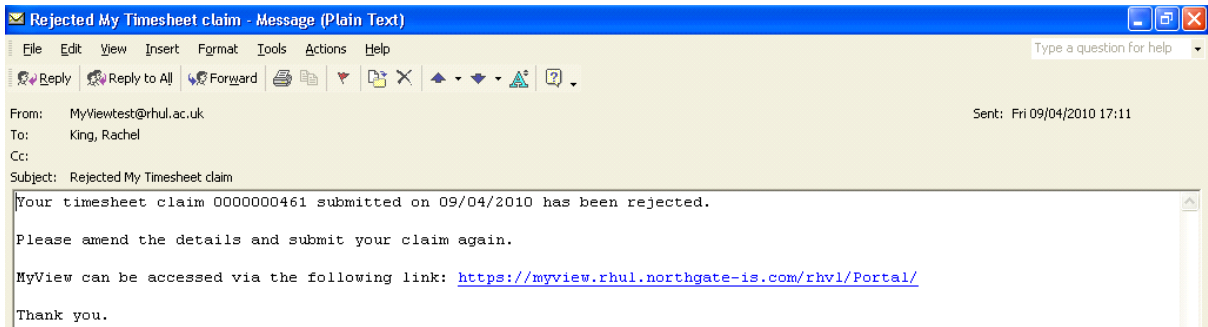 Rejected My Timesheet claim - Message (Plain Text)
File Edit View Insert Format Tools Actions Help Type a question for help
Reply Reply to All Forward
From: MyViewtest@rhul.ac.uk Sent: Fri 09/04/2010 17:11
To: King, Rachel
Cc:
Subject: Rejected My Timesheet claim
Your timesheet claim 0000000461 submitted on 09/04/2010 has been rejected.
Please amend the details and submit your claim again.
MyView can be accessed via the following link: https://myview.rhul.northgate-is.com/rhvl/Portal/
Thank you.